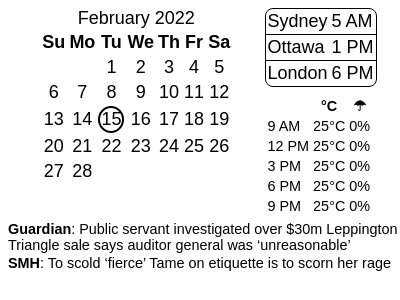 February 2022
Su Mo Tu We Th Fr Sa
1 2 3 4 5
6 7 8 9 10 11 12
13 14 15 16 17 18 19
20 21 22 23 24 25 26
27 28
Sydney 5 AM
Ottawa 1 PM
London 6 PM
°C ☂
9 AM 25°C 0%
12 PM 25°C 0%
3 PM 25°C 0%
6 PM 25°C 0%
9 PM 25°C 0%
Guardian: Public servant investigated over $30m Leppington
Triangle sale says auditor general was ‘unreasonable’
SMH: To scold ‘fierce’ Tame on etiquette is to scorn her rage